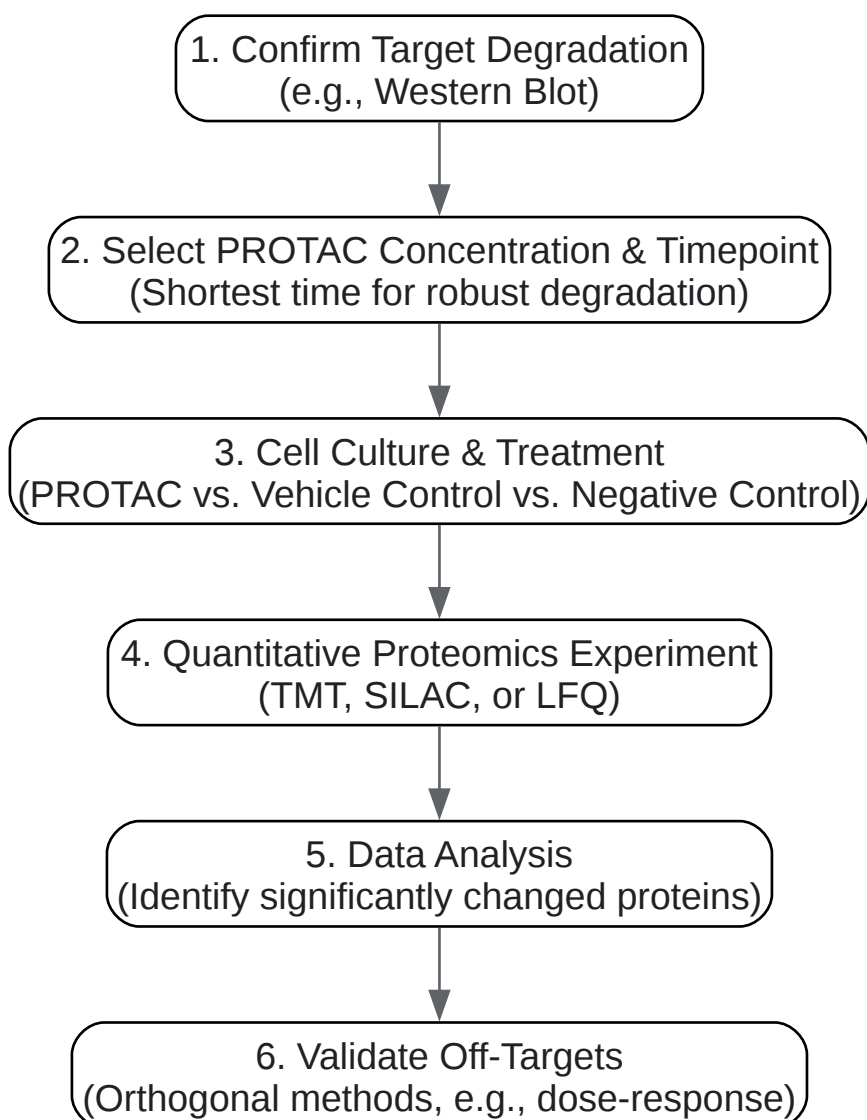 1. Confirm Target Degradation
(e.g., Western Blot)
2. Select PROTAC Concentration & Timepoint
(Shortest time for robust degradation)
3. Cell Culture & Treatment
(PROTAC vs. Vehicle Control vs. Negative Control)
4. Quantitative Proteomics Experiment
(TMT, SILAC, or LFQ)
5. Data Analysis
(Identify significantly changed proteins)
6. Validate Off-Targets
(Orthogonal methods, e.g., dose-response)